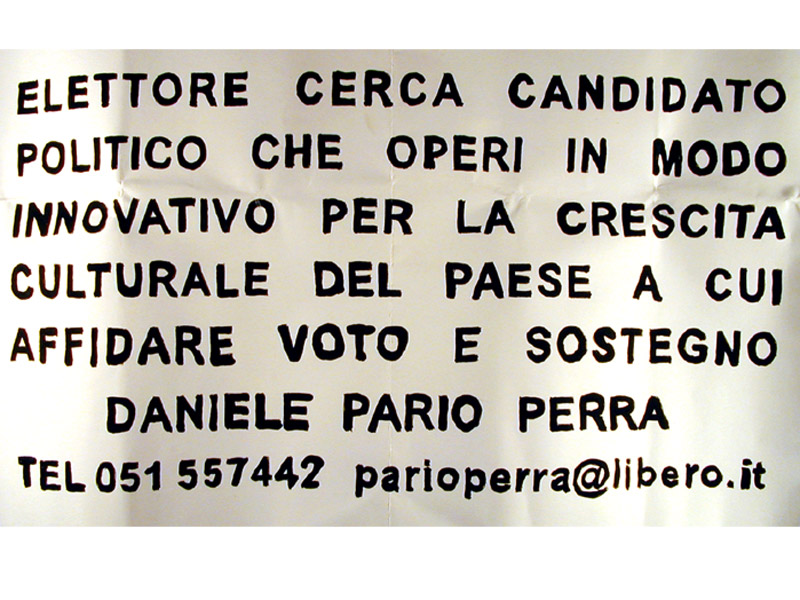 ELETTORE CERCA CANDIDATO
POLITICO CHE OPERI IN MODO
INNOVATIVO PER LA CRESCITA
CULTURALE DEL PAESE A CUI
AFFIDARE VOTO E SOSTEGNO
DANIELE PARIO PERRA
TEL 051 557442 parioperra@libero.it